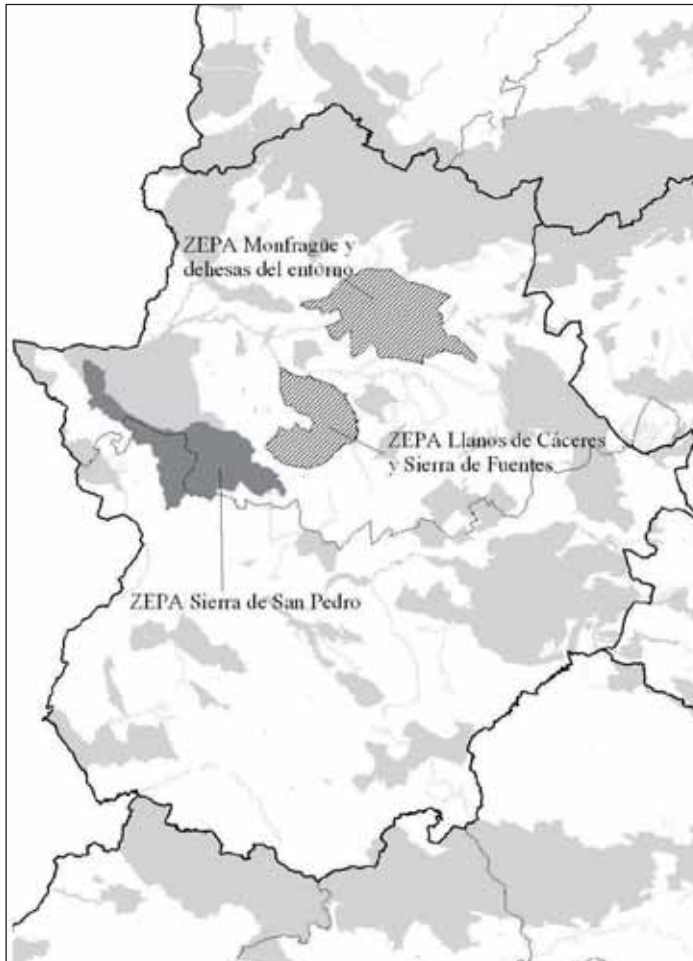 ZEPA Monfragüe y
dehesas del entorno
ZEPA Llanos de Cáceres
y Sierra de Fuentes
ZEPA Sierra de San Pedro